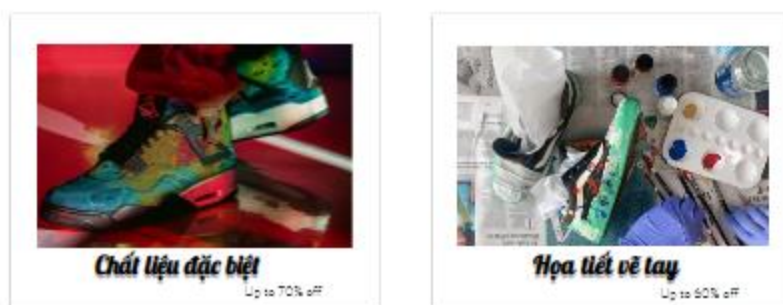 Chất liệu đặc biệt
Up to 70% off
Họa tiết vẽ tay
Up to 60% off